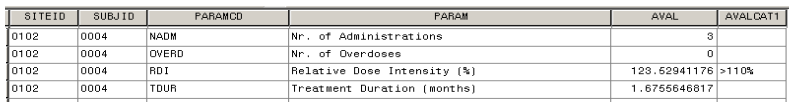 SITEID SUBJID PARAMCD PARAM AVAL AVALCAT1
0102 0004 NADM Nr. of Administrations 3
0102 0004 OVERD Nr. of Overdoses 0
0102 0004 RDI Relative Dose Intensity (%) 123.52941176 >110%
0102 0004 TDUR Treatment Duration (months) 1.6755646817